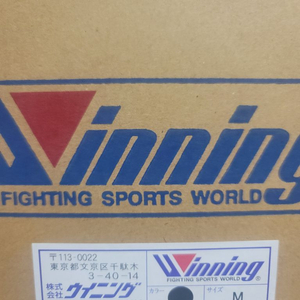 Winning
FIGHTING SPORTS WORLD®
〒113-0022
東京都文京区千駄木
3-40-14
株式会社 ウイニング
Winning
FIGHTING SPORTS WORLD®
カラー
サイズ M